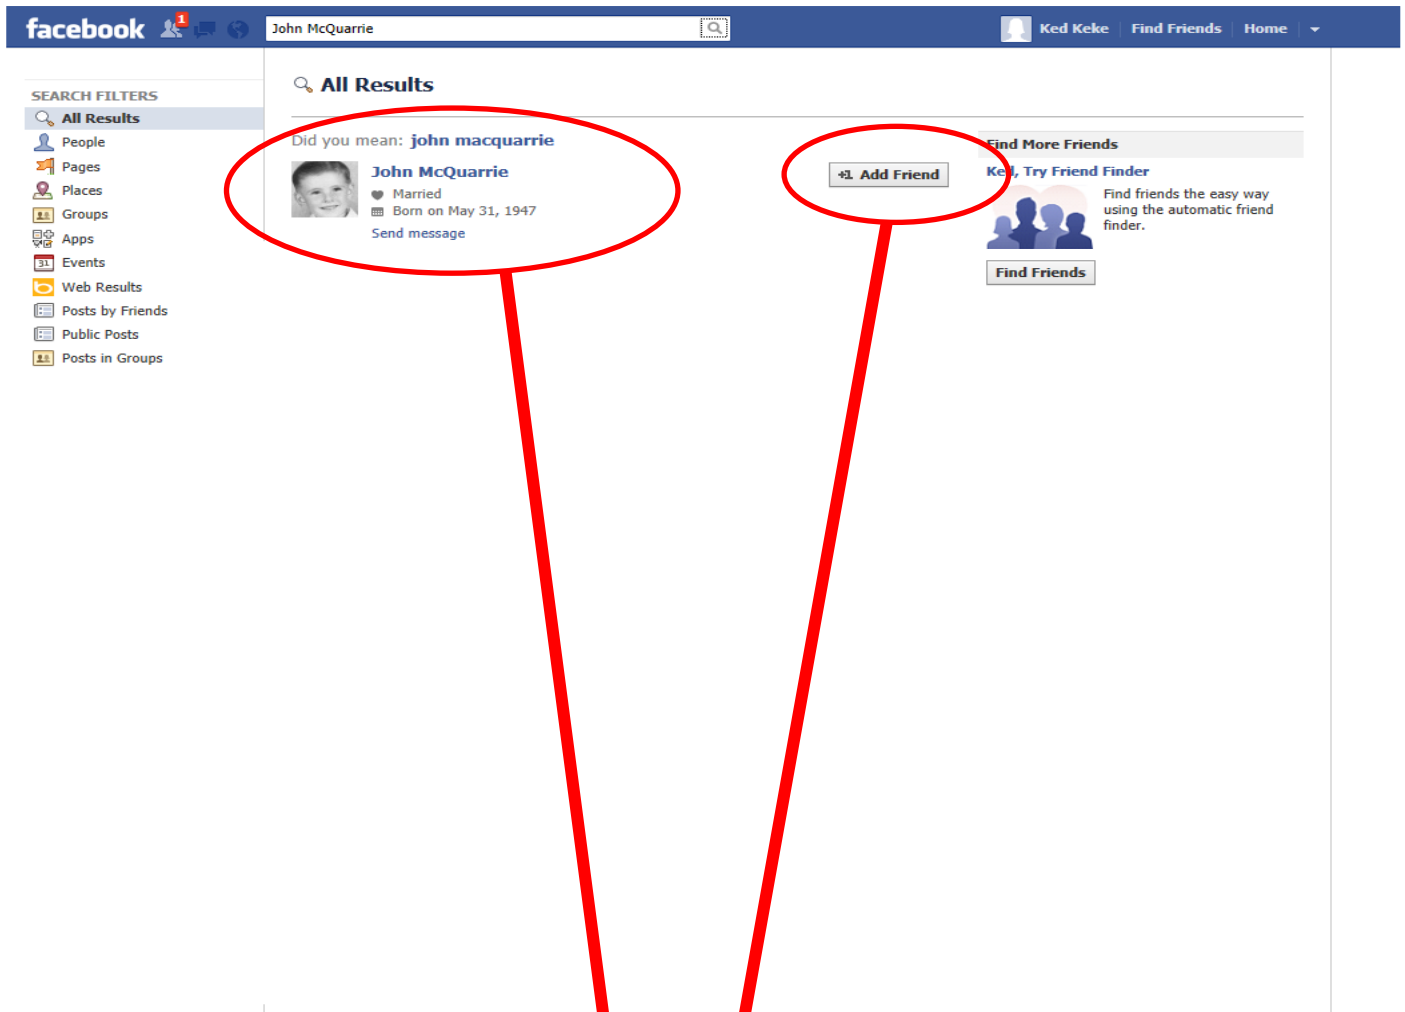 facebook 1 John McQuarrie Ked Keke Find Friends Home
SEARCH FILTERS
All Results
People
Pages
Places
Groups
Apps
31 Events
Web Results
Posts by Friends
Public Posts
Posts in Groups
All Results
Did you mean: john macquarrie
John McQuarrie
Married
Born on May 31, 1947
Send message
+1 Add Friend
Find More Friends
Ked, Try Friend Finder
Find friends the easy way
using the automatic friend
finder.
Find Friends